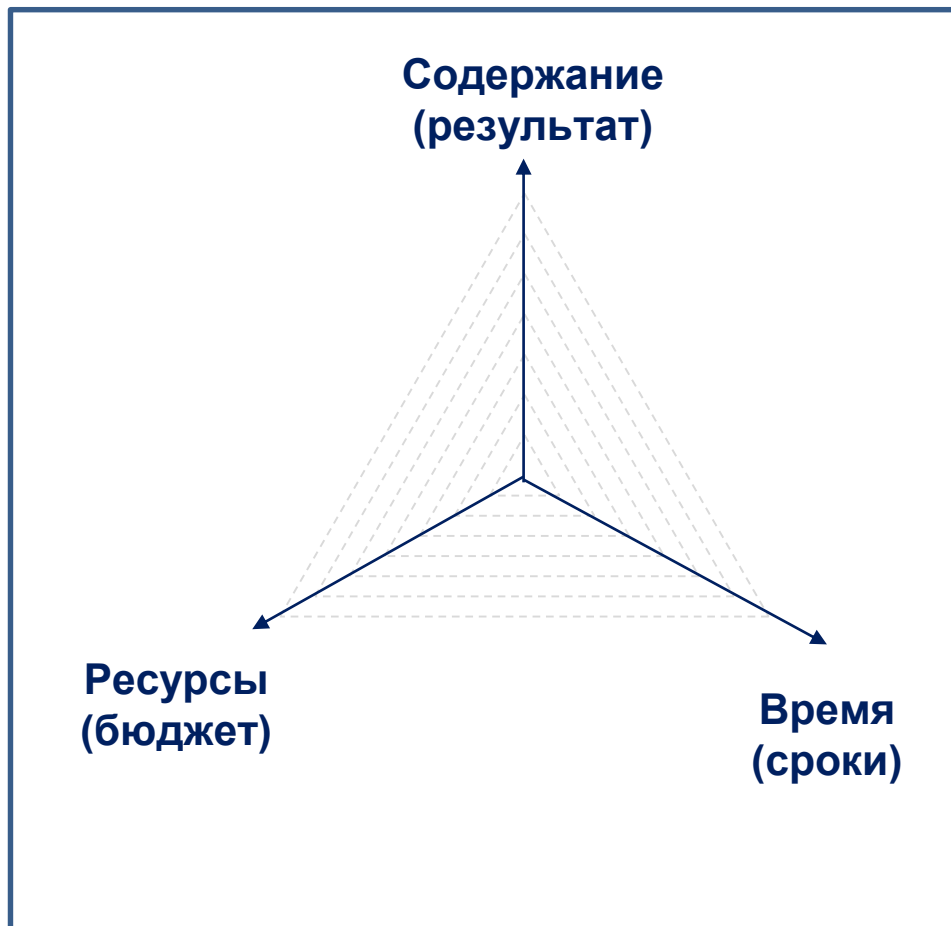 Содержание
(результат)
Ресурсы
(бюджет)
Время
(сроки)